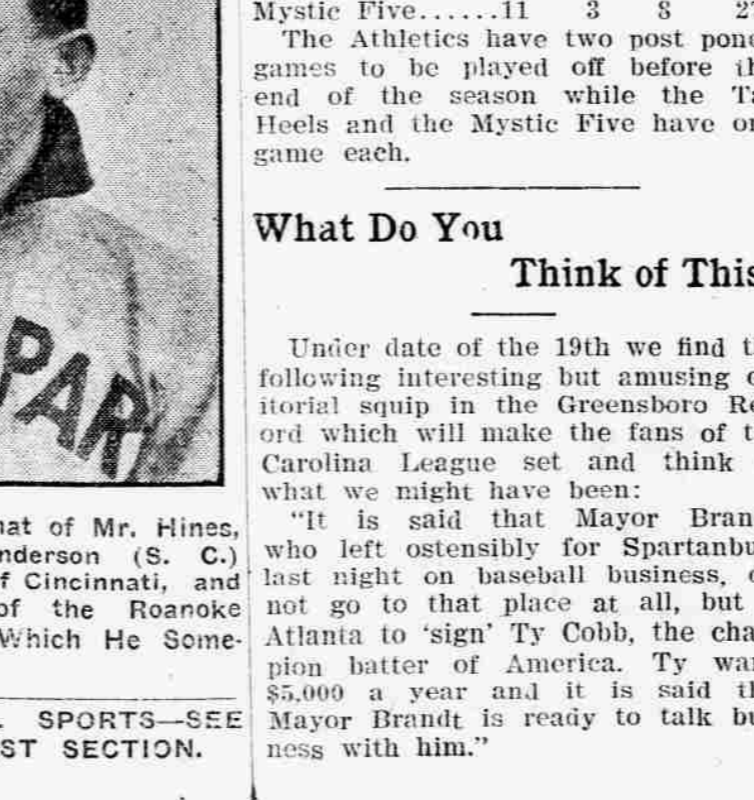 Mystic Five......11 3 8 2
The Athletics have two post pon
games to be played off before th
end of the season while the Ta
Heels and the Mystic Five have on
game each.
What Do You
Think of This
Under date of the 19th we find th
following interesting but amusing e
itorial squip in the Greensboro Re
ord which will make the fans of t
Carolina League set and think
what we might have been:
"It is said that Mayor Bran
who left ostensibly for Spartanbu
last night on baseball business, d
not go to that place at all, but
Atlanta to 'sign' Ty Cobb, the cha
pion batter of America. Ty wan
$5,000 a year and it is said th
Mayor Brandt is ready to talk bu
ness with him."
PAR
hat of Mr. Hines,
nderson (S. C.)
f Cincinnati, and
of the Roanoke
Which He Some-
. SPORTS—SEE
ST SECTION.